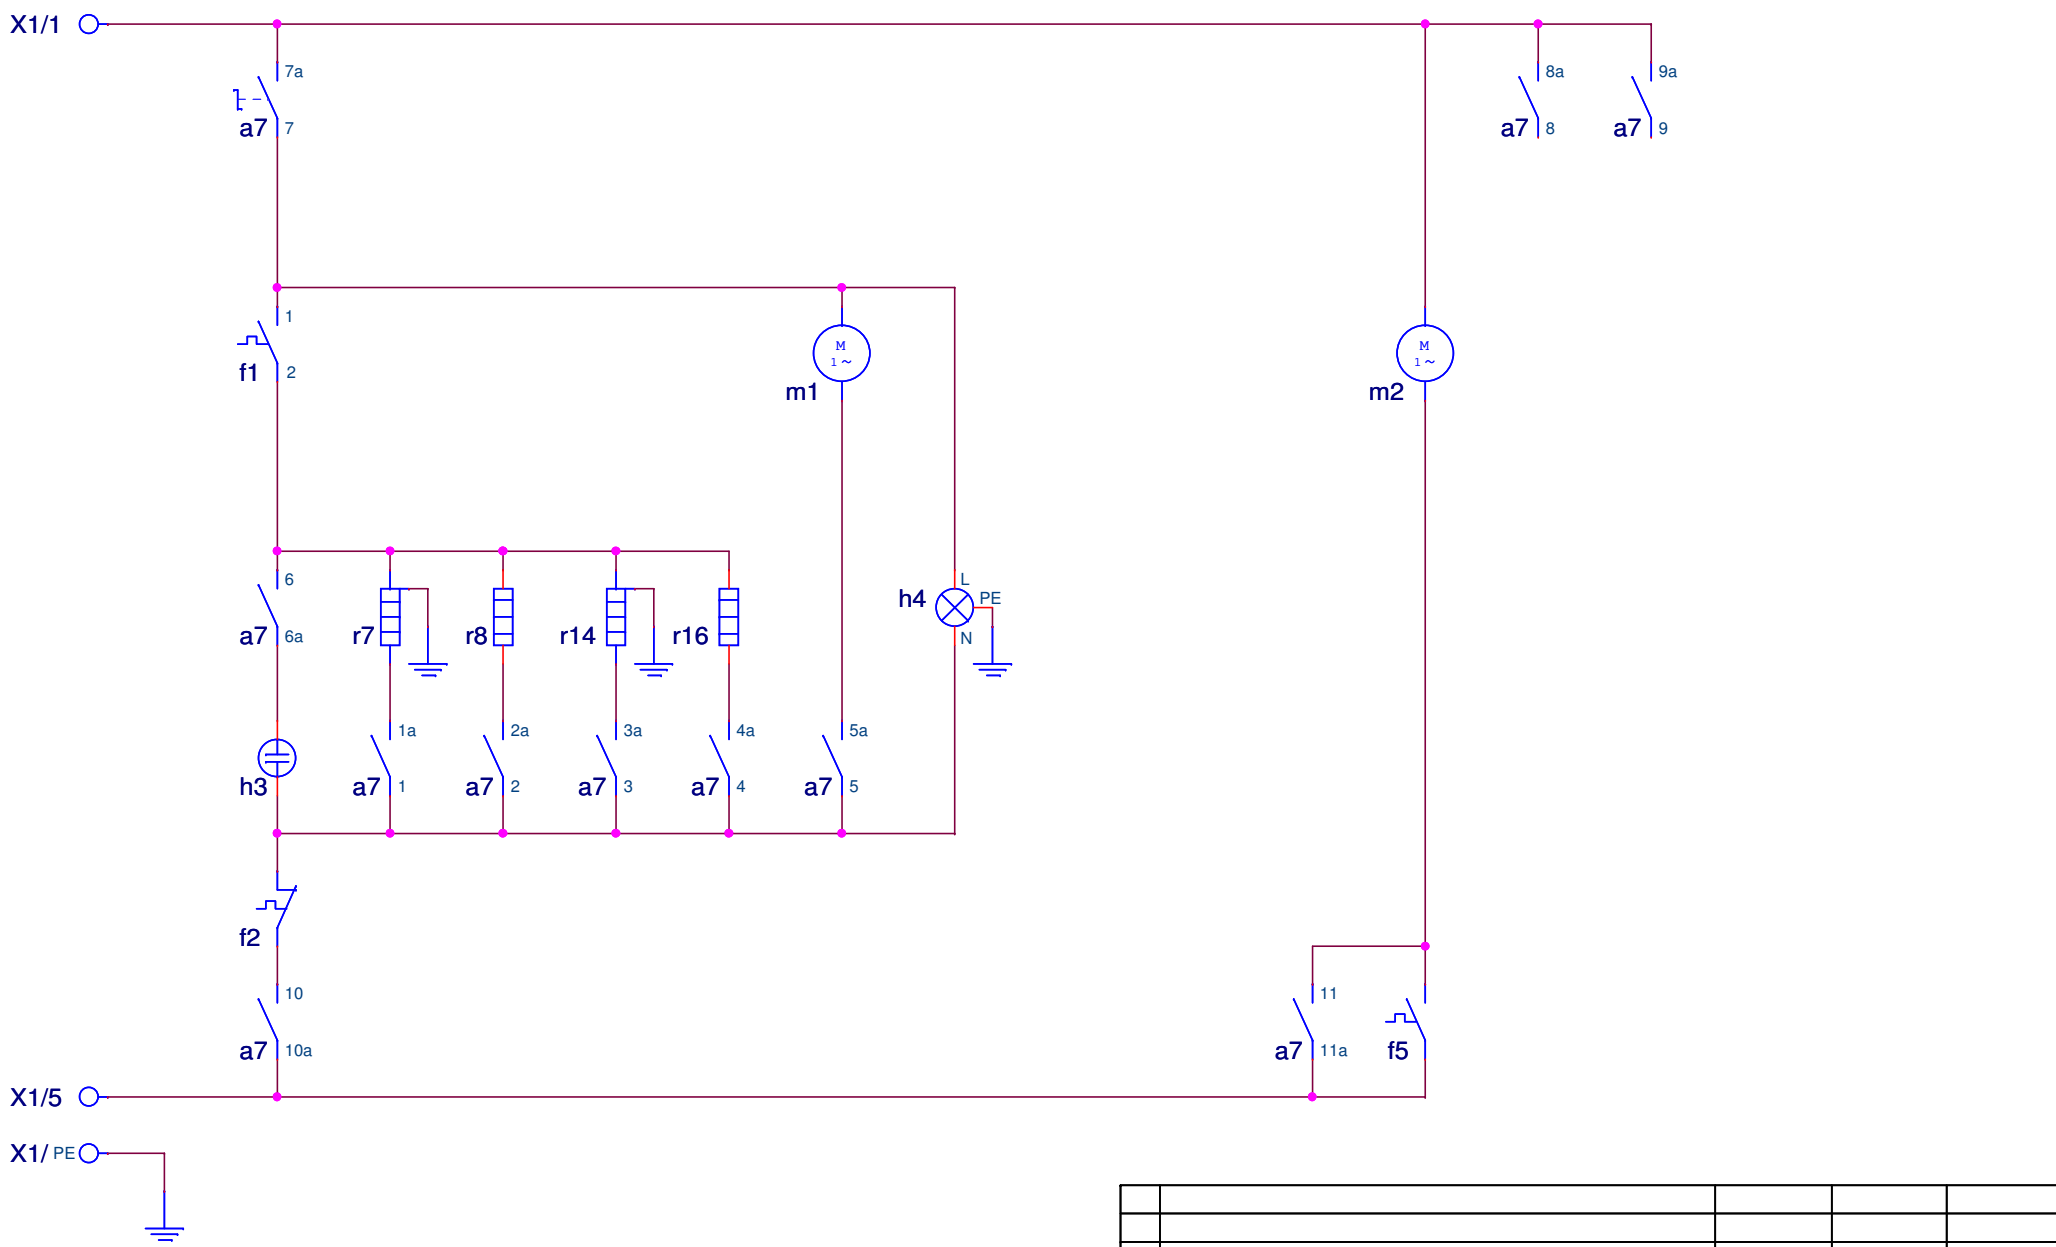 X1/1
7a 8a 9a
a7 7 a7 8 a7 9
1
f1 2
M
1~
m1
M
1~
m2
6
a7 6a
r7
r8
r14
r16
h4 L
PE
N
1a 2a 3a 4a 5a
h3 a7 1 a7 2 a7 3 a7 4 a7 5
f2
10 11
a7 10a a7 11a f5
X1/5
X1/ PE